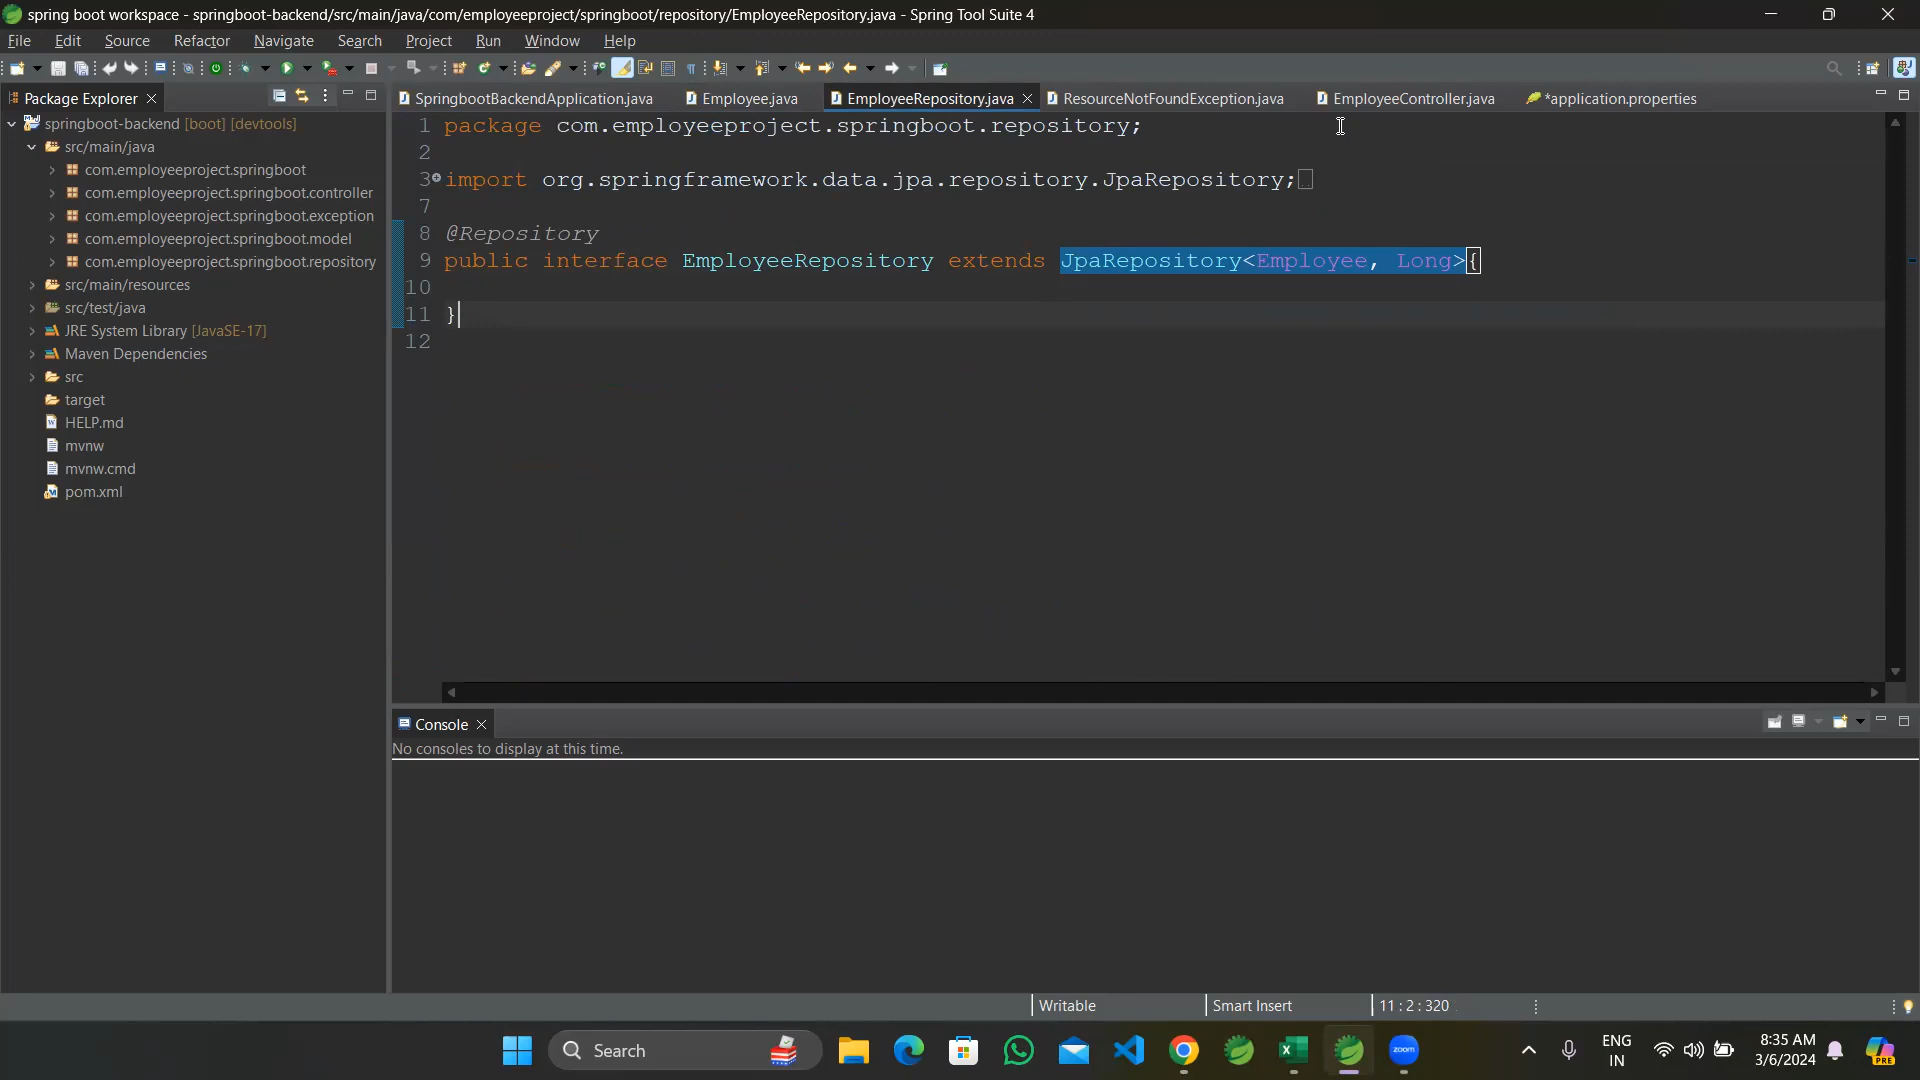 spring boot workspace - springboot-backend/src/main/java/com/employeeproject/springboot/repository/EmployeeRepository.java - Spring Tool Suite 4
File Edit Source Refactor Navigate Search Project Run Window Help
Package Explorer
SpringbootBackendApplication.java Employee.java EmployeeRepository.java ResourceNotFoundException.java EmployeeController.java *application.properties
springboot-backend [boot] [devtools]
src/main/java
com.employeeproject.springboot
com.employeeproject.springboot.controller
com.employeeproject.springboot.exception
com.employeeproject.springboot.model
com.employeeproject.springboot.repository
src/main/resources
src/test/java
JRE System Library [JavaSE-17]
Maven Dependencies
src
target
HELP.md
mvnw
mvnw.cmd
pom.xml
1 package com.employeeproject.springboot.repository;
2
3 import org.springframework.data.jpa.repository.JpaRepository;
7
8 @Repository
9 public interface EmployeeRepository extends JpaRepository<Employee, Long>{
10
11 }
12
Console
No consoles to display at this time.
Writable Smart Insert 11 : 2 : 320
Search
zoom
ENG
IN
8:35 AM
3/6/2024
PRE